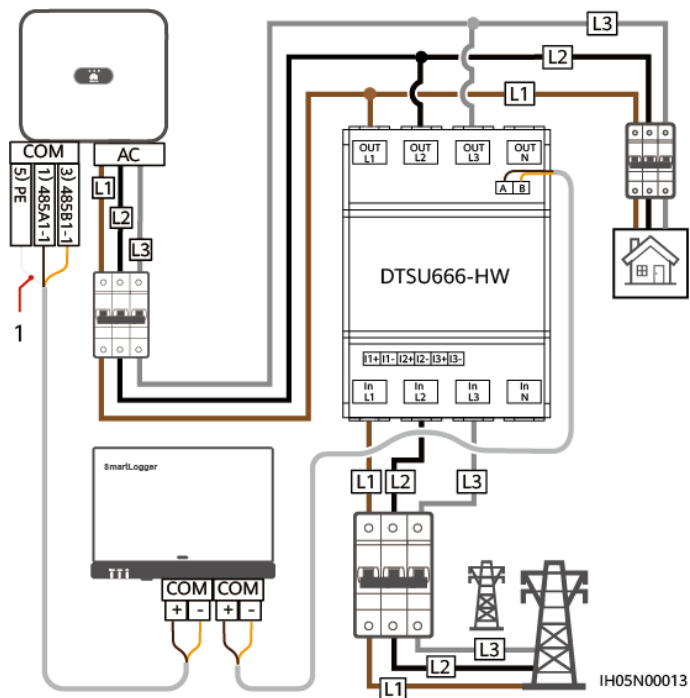 L3
L2
L1
COM
AC
5) PE
1) 485A1-1
3) 485B1-1
L1
L2
L3
1
OUT L1
OUT L2
OUT L3
OUT N
A B
DTSU666-HW
I1+ I1- I2+ I2- I3+ I3-
In L1
In L2
In L3
In N
SmartLogger
COM
COM
+ -
+ -
L1
L2
L3
L3
L2
L1
IH05N00013